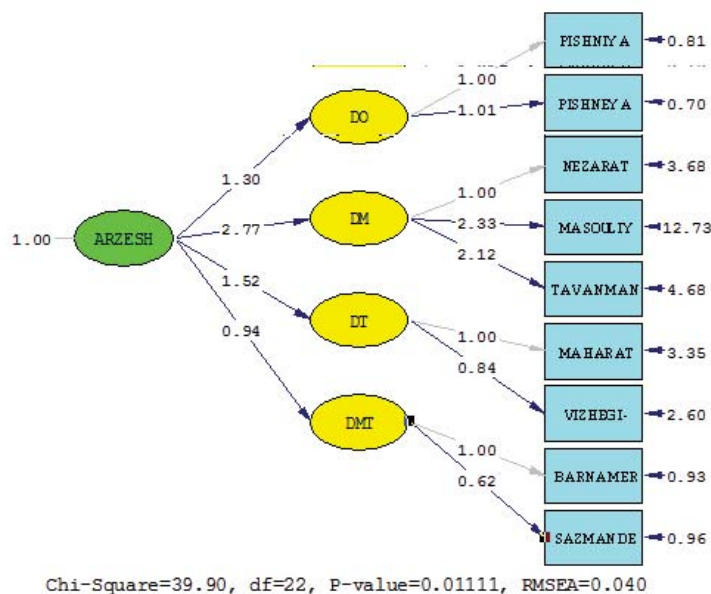 PISHNIYA 0.81
1.00
DO
1.01
PISHNEYA 0.70
1.30
1.00
NEZARAT 3.68
1.00 ARZESH
2.77
DM
2.33
MASOULIY 12.73
2.12
TAVANMAN 4.68
1.52
DT
1.00
MAHARAT 3.35
0.84
VIZHEGI- 2.60
0.94
DMT
1.00
BARNAMER 0.93
0.62
SAZMANDE 0.96
Chi-Square=39.90, df=22, P-value=0.01111, RMSEA=0.040